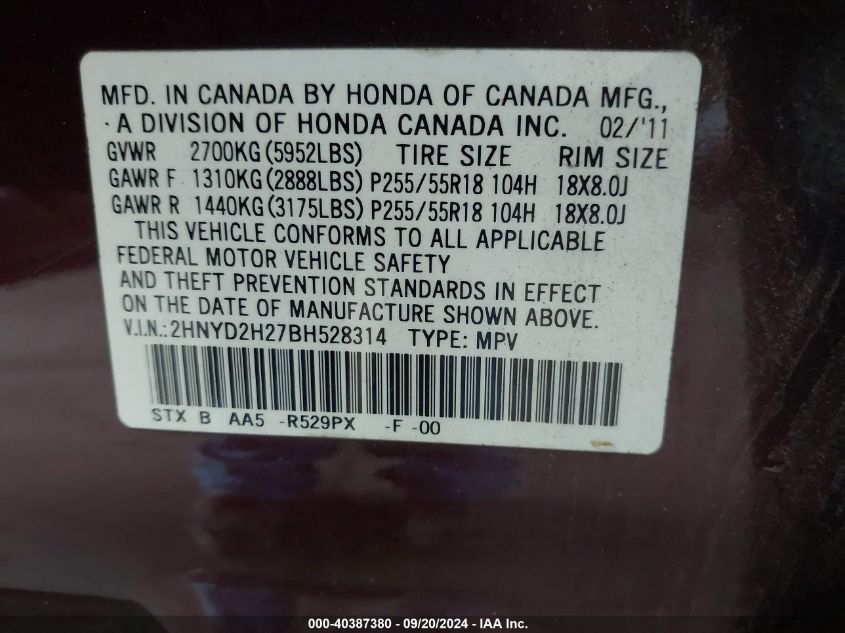 MFD. IN CANADA BY HONDA OF CANADA MFG.,
· A DIVISION OF HONDA CANADA INC. 02/'11
GVWR 2700KG(5952LBS) TIRE SIZE RIM SIZE
GAWR F 1310KG(2888LBS) P255/55R18 104H 18X8.0J
GAWR R 1440KG(3175LBS) P255/55R18 104H 18X8.0J
THIS VEHICLE CONFORMS TO ALL APPLICABLE
FEDERAL MOTOR VEHICLE SAFETY
AND THEFT PREVENTION STANDARDS IN EFFECT
ON THE DATE OF MANUFACTURE SHOWN ABOVE.
V.I.N.: 2HNYD2H27BH528314 TYPE: MPV
STX B AA5 -R529PX -F -00
000-40387380 - 09/20/2024 - IAA Inc.